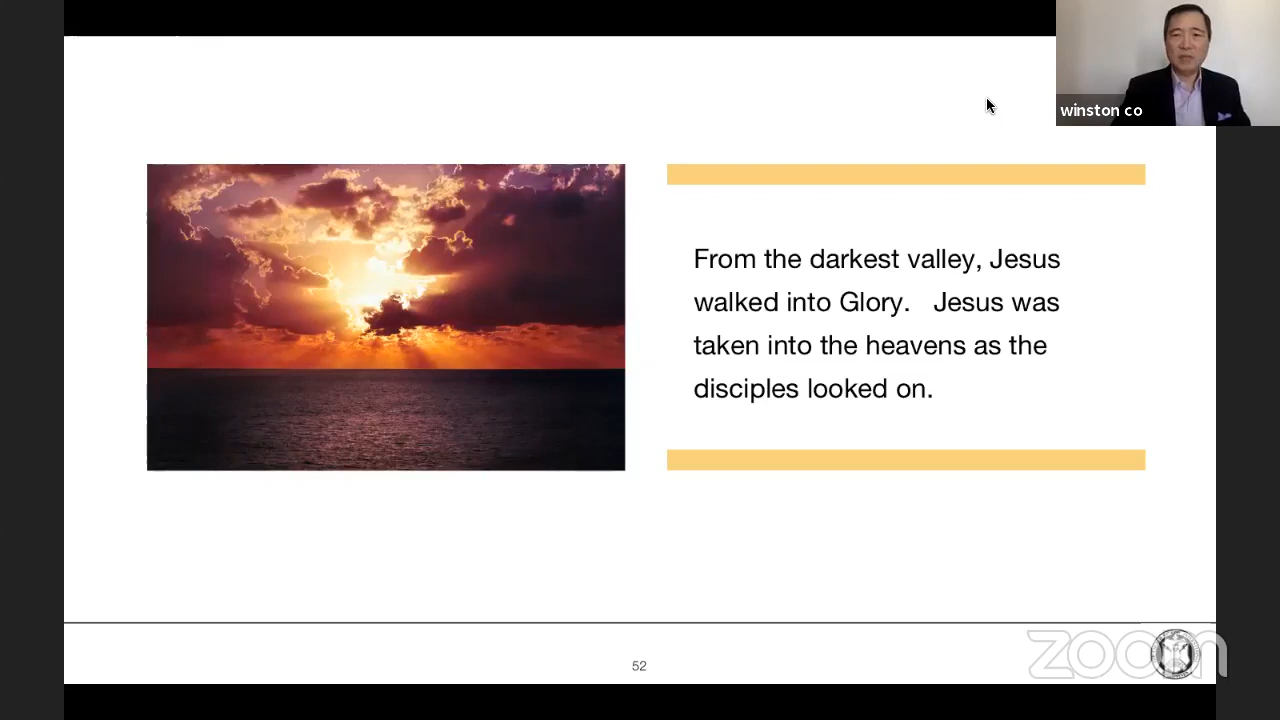 winston co
From the darkest valley, Jesus
walked into Glory.   Jesus was
taken into the heavens as the
disciples looked on.
52
zoom